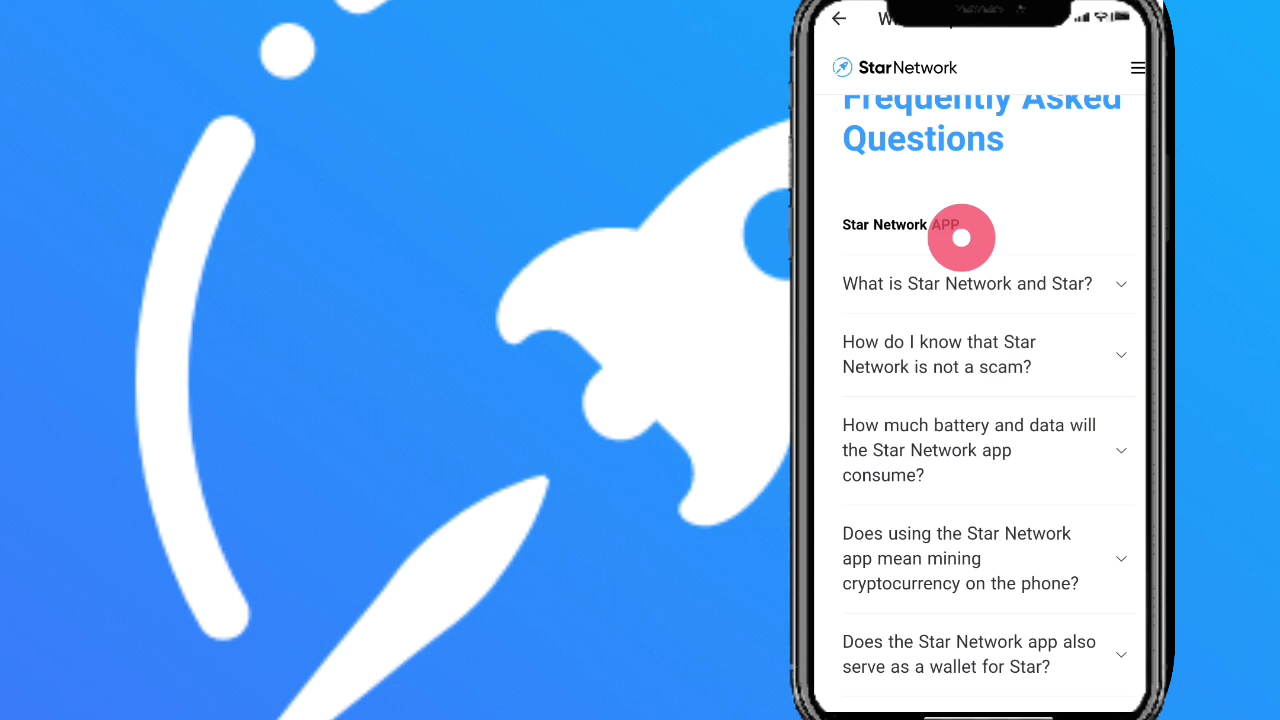 StarNetwork
Frequently Asked
Questions
Star Network APP
What is Star Network and Star?
How do I know that Star
Network is not a scam?
How much battery and data will
the Star Network app
consume?
Does using the Star Network
app mean mining
cryptocurrency on the phone?
Does the Star Network app also
serve as a wallet for Star?